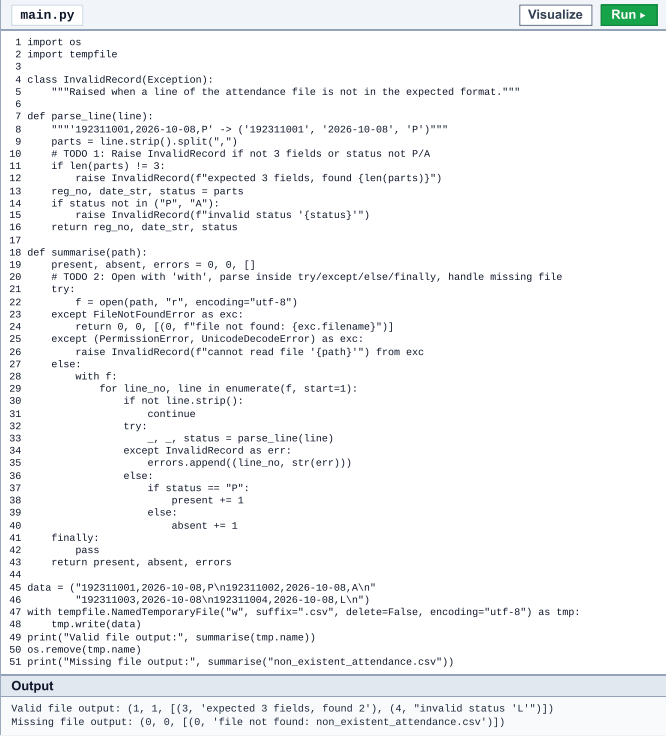 main.py
Visualize
Run ▸
1 import os
2 import tempfile
3
4 class InvalidRecord(Exception):
5     """Raised when a line of the attendance file is not in the expected format."""
6
7 def parse_line(line):
8     """'192311001,2026-10-08,P' -> ('192311001', '2026-10-08', 'P')"""
9     parts = line.strip().split(",")
10     # TODO 1: Raise InvalidRecord if not 3 fields or status not P/A
11     if len(parts) != 3:
12         raise InvalidRecord(f"expected 3 fields, found {len(parts)}")
13     reg_no, date_str, status = parts
14     if status not in ("P", "A"):
15         raise InvalidRecord(f"invalid status '{status}'")
16     return reg_no, date_str, status
17
18 def summarise(path):
19     present, absent, errors = 0, 0, []
20     # TODO 2: Open with 'with', parse inside try/except/else/finally, handle missing file
21     try:
22         f = open(path, "r", encoding="utf-8")
23     except FileNotFoundError as exc:
24         return 0, 0, [(0, f"file not found: {exc.filename}")]
25     except (PermissionError, UnicodeDecodeError) as exc:
26         raise InvalidRecord(f"cannot read file '{path}'") from exc
27     else:
28         with f:
29             for line_no, line in enumerate(f, start=1):
30                 if not line.strip():
31                     continue
32                 try:
33                     _, _, status = parse_line(line)
34                 except InvalidRecord as err:
35                     errors.append((line_no, str(err)))
36                 else:
37                     if status == "P":
38                         present += 1
39                     else:
40                         absent += 1
41     finally:
42         pass
43     return present, absent, errors
44
45 data = ("192311001,2026-10-08,P\n192311002,2026-10-08,A\n"
46         "192311003,2026-10-08\n192311004,2026-10-08,L\n")
47 with tempfile.NamedTemporaryFile("w", suffix=".csv", delete=False, encoding="utf-8") as tmp:
48     tmp.write(data)
49 print("Valid file output:", summarise(tmp.name))
50 os.remove(tmp.name)
51 print("Missing file output:", summarise("non_existent_attendance.csv"))
Output
Valid file output: (1, 1, [(3, 'expected 3 fields, found 2'), (4, "invalid status 'L'")])
Missing file output: (0, 0, [(0, 'file not found: non_existent_attendance.csv')])